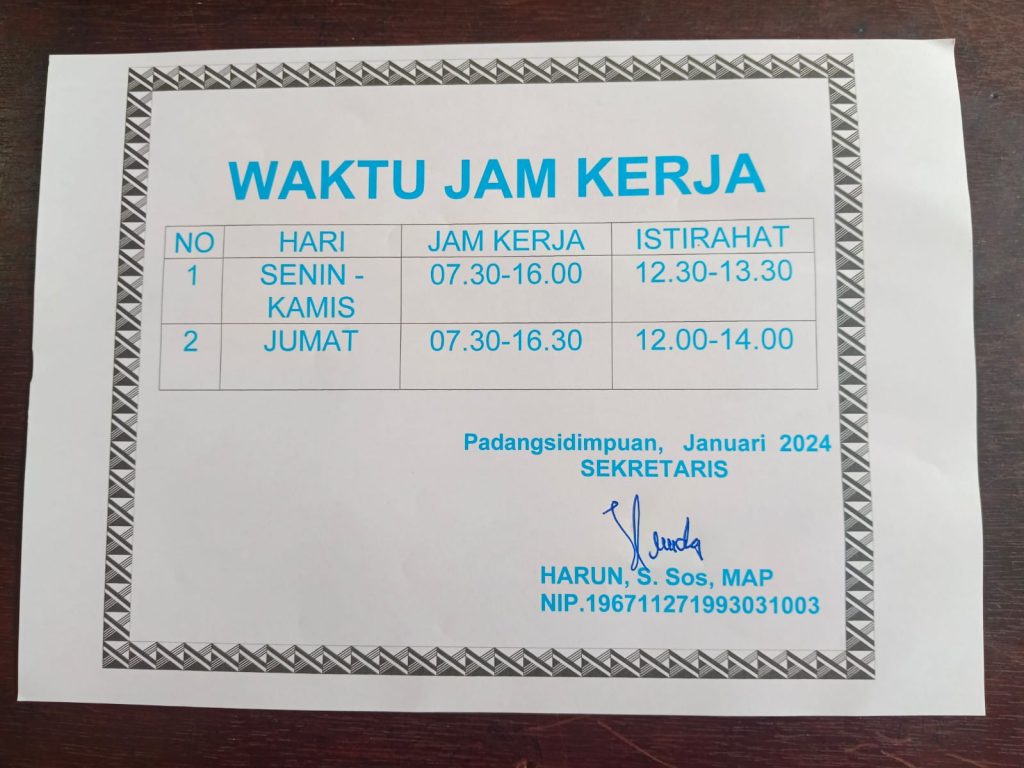 WAKTU JAM KERJA
NO HARI JAM KERJA ISTIRAHAT
1 SENIN - 07.30-16.00 12.30-13.30
KAMIS
2 JUMAT 07.30-16.30 12.00-14.00
Padangsidimpuan, Januari 2024
SEKRETARIS
HARUN, S. Sos, MAP
NIP.196711271993031003